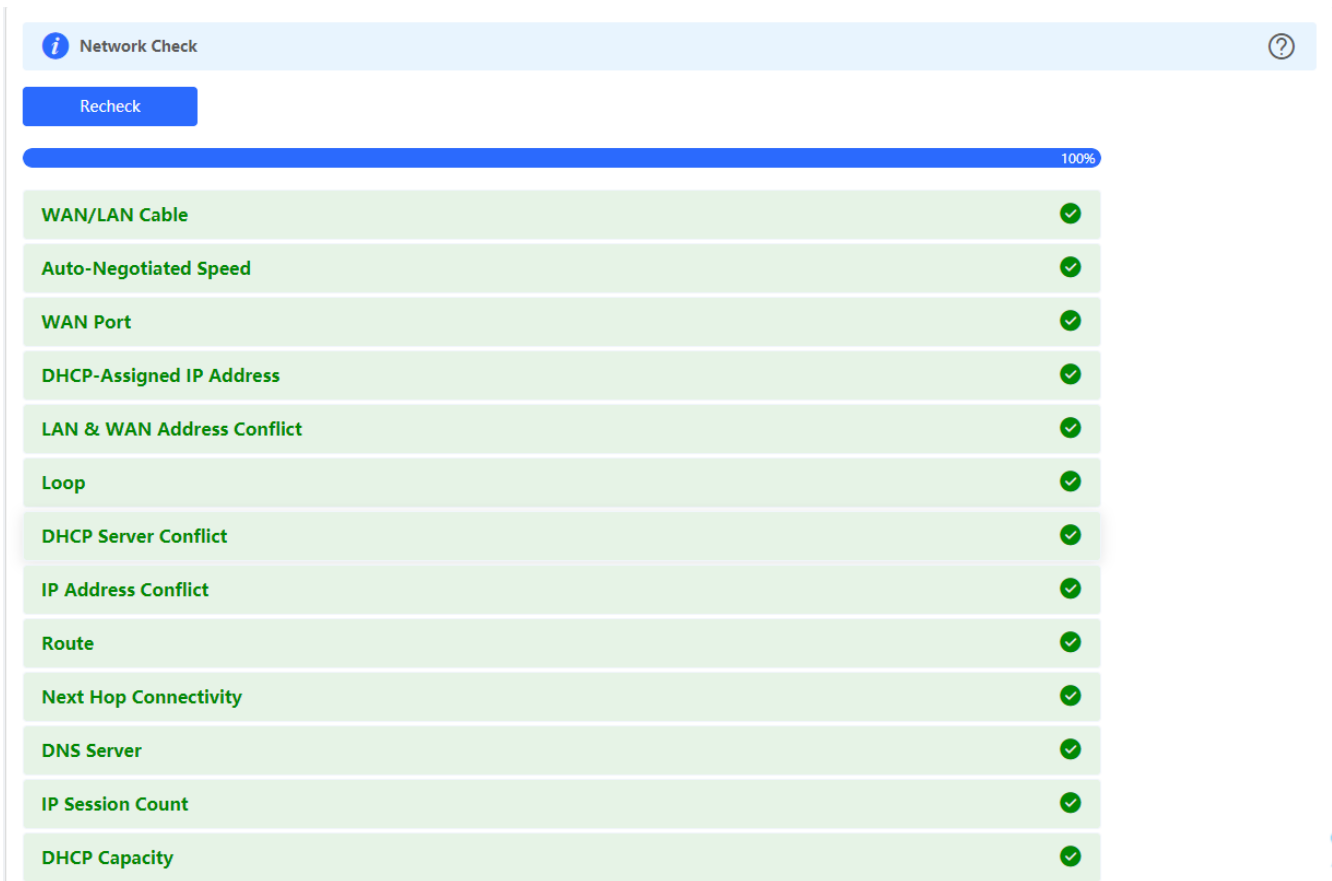 Network Check
Recheck
100%
WAN/LAN Cable
Auto-Negotiated Speed
WAN Port
DHCP-Assigned IP Address
LAN & WAN Address Conflict
Loop
DHCP Server Conflict
IP Address Conflict
Route
Next Hop Connectivity
DNS Server
IP Session Count
DHCP Capacity